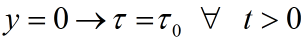 y = 0 → τ = τ₀ ∀ t > 0